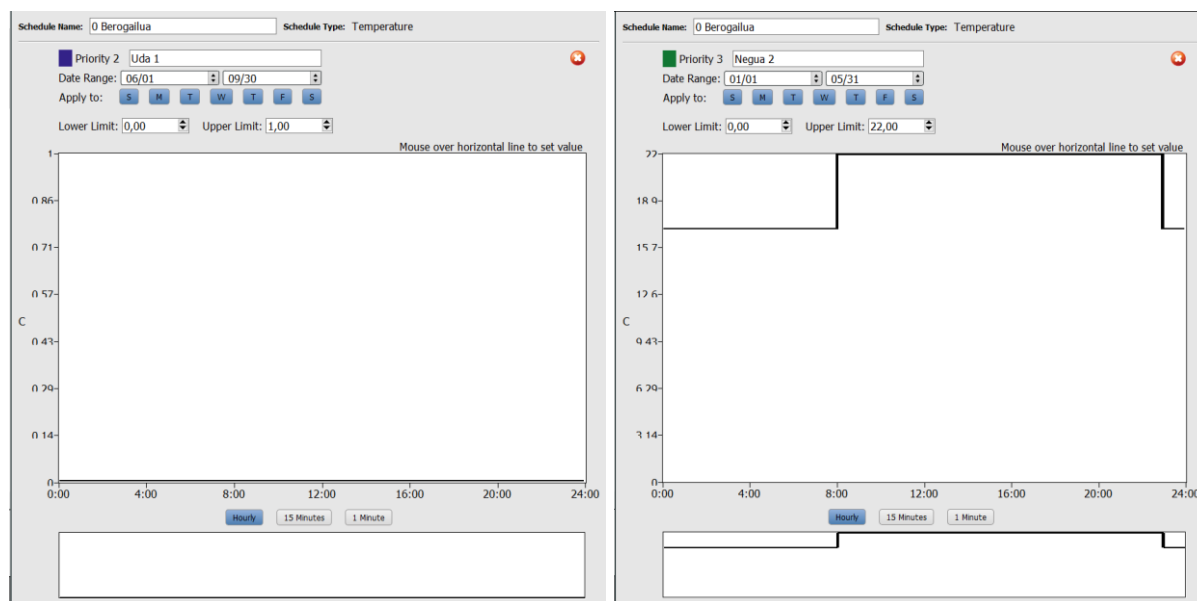 Schedule Name: 0 Berogailua Schedule Type: Temperature
Priority 2 Uda 1
Date Range: 06/01 09/30
Apply to: S M T W T F S
Lower Limit: 0,00 Upper Limit: 1,00
Mouse over horizontal line to set value
1
0.86
0.71
0.57
C
0.43
0.29
0.14
0
0:00 4:00 8:00 12:00 16:00 20:00 24:00
Hourly 15 Minutes 1 Minute
Schedule Name: 0 Berogailua Schedule Type: Temperature
Priority 3 Negua 2
Date Range: 01/01 05/31
Apply to: S M T W T F S
Lower Limit: 0,00 Upper Limit: 22,00
Mouse over horizontal line to set value
22
18.9
15.7
12.6
C
9.43
6.29
3.14
0
0:00 4:00 8:00 12:00 16:00 20:00 24:00
Hourly 15 Minutes 1 Minute